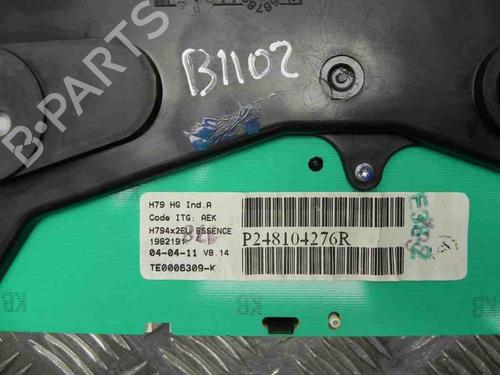 B1102
H79 HG Ind.A
Code ITG: AEK
H794x2EU ESSENCE
1982191
04-04-11 V8.14
TE0006309-K
P248104276R
KB
KB
B-Parts